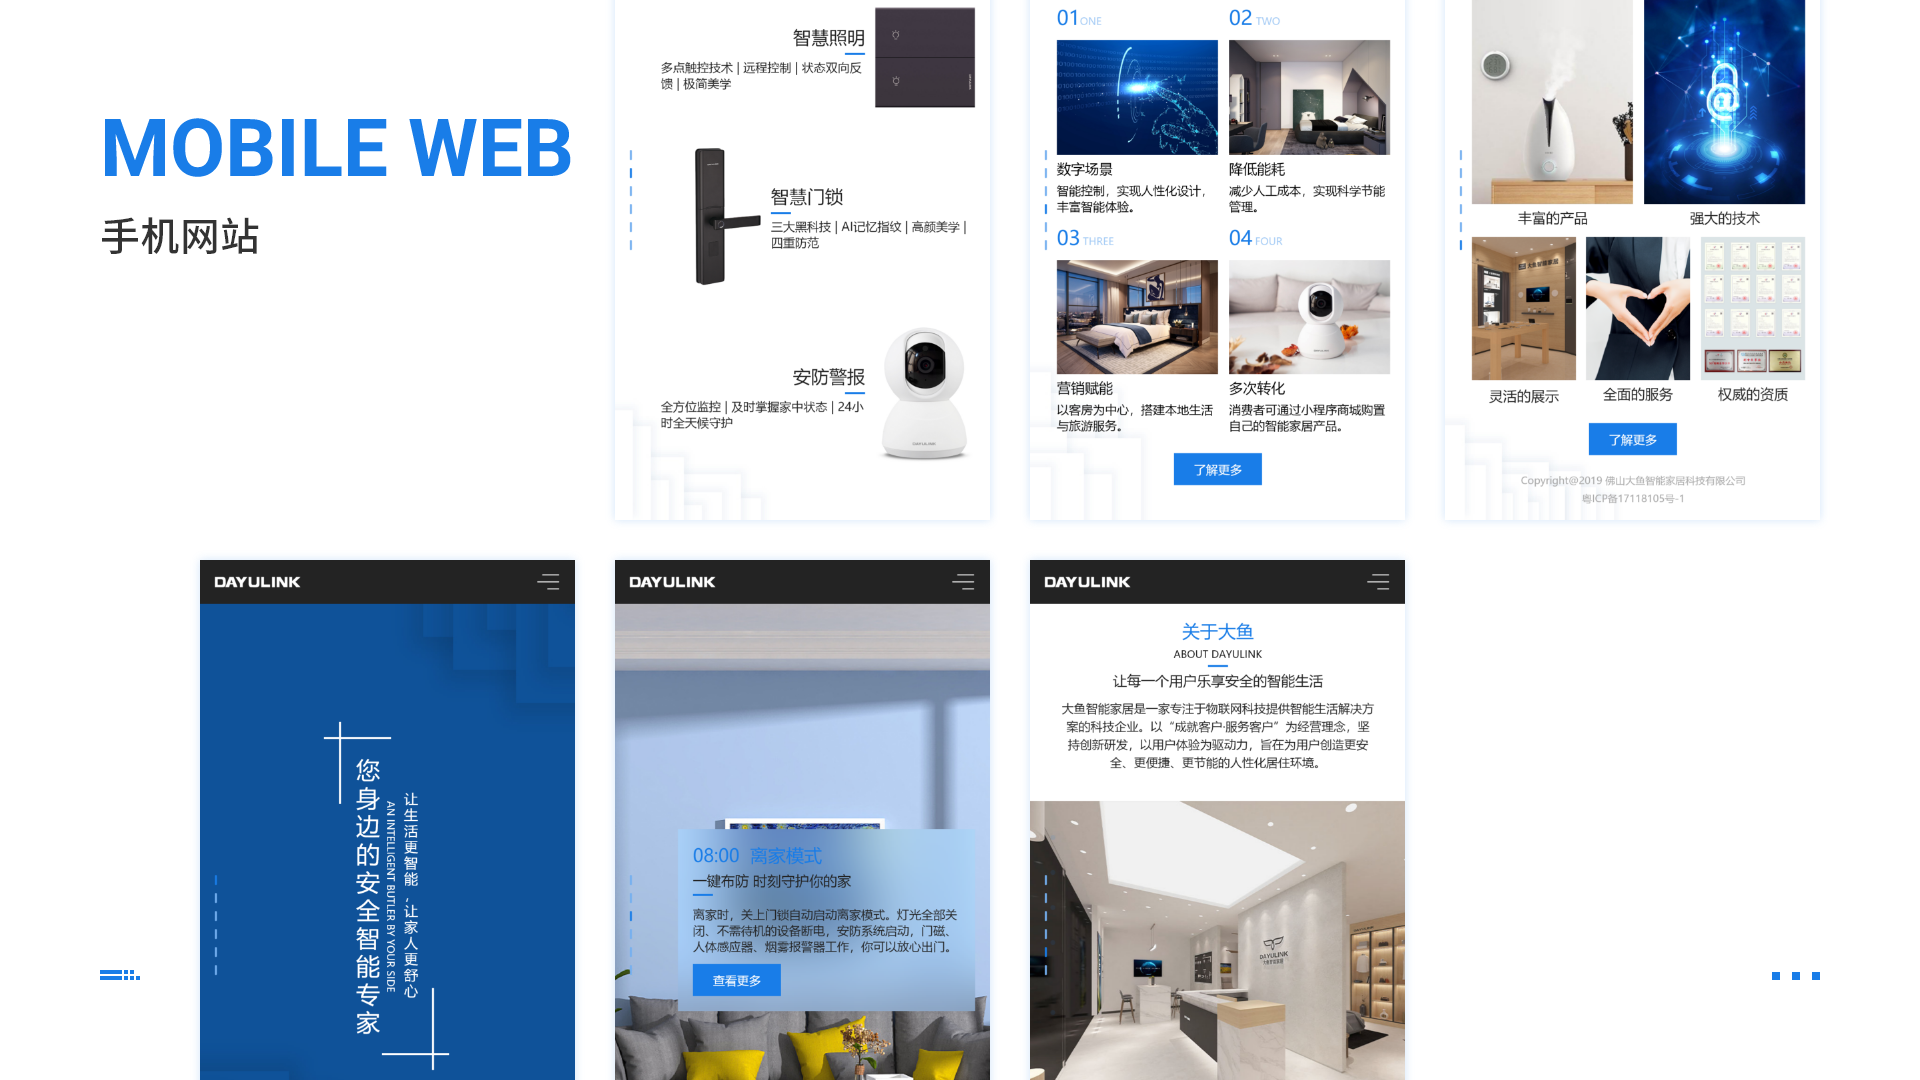 MOBILE WEB
手机网站
智慧照明
多点触控技术 | 远程控制 | 状态双向反
馈 | 极简美学
智慧门锁
三大黑科技 | AI记忆指纹 | 高颜美学 |
四重防范
安防警报
全方位监控 | 及时掌握家中状态 | 24小
时全天候守护
DAYULINK
01 ONE
02 TWO
数字场景
智能控制，实现人性化设计，
丰富智能体验。
降低能耗
减少人工成本，实现科学节能
管理。
03 THREE
04 FOUR
营销赋能
以客房为中心，搭建本地生活
与旅游服务。
多次转化
消费者可通过小程序商城购置
自己的智能家居产品。
了解更多
丰富的产品
强大的技术
大鱼智能家居
灵活的展示
全面的服务
权威的资质
了解更多
Copyright@2019 佛山大鱼智能家居科技有限公司
粤ICP备17118105号-1
DAYULINK
您身边的安全智能专家
AN INTELLIGENT BUTLER BY YOUR SIDE
让生活更智能，让家人更舒心
DAYULINK
08:00 离家模式
一键布防 时刻守护你的家
离家时，关上门锁自动启动离家模式。灯光全部关
闭、不需待机的设备断电，安防系统启动，门磁、
人体感应器、烟雾报警器工作，你可以放心出门。
查看更多
DAYULINK
关于大鱼
ABOUT DAYULINK
让每一个用户乐享安全的智能生活
大鱼智能家居是一家专注于物联网科技提供智能生活解决方
案的科技企业。以“成就客户·服务客户”为经营理念，坚
持创新研发，以用户体验为驱动力，旨在为用户创造更安
全、更便捷、更节能的人性化居住环境。
DAYULINK